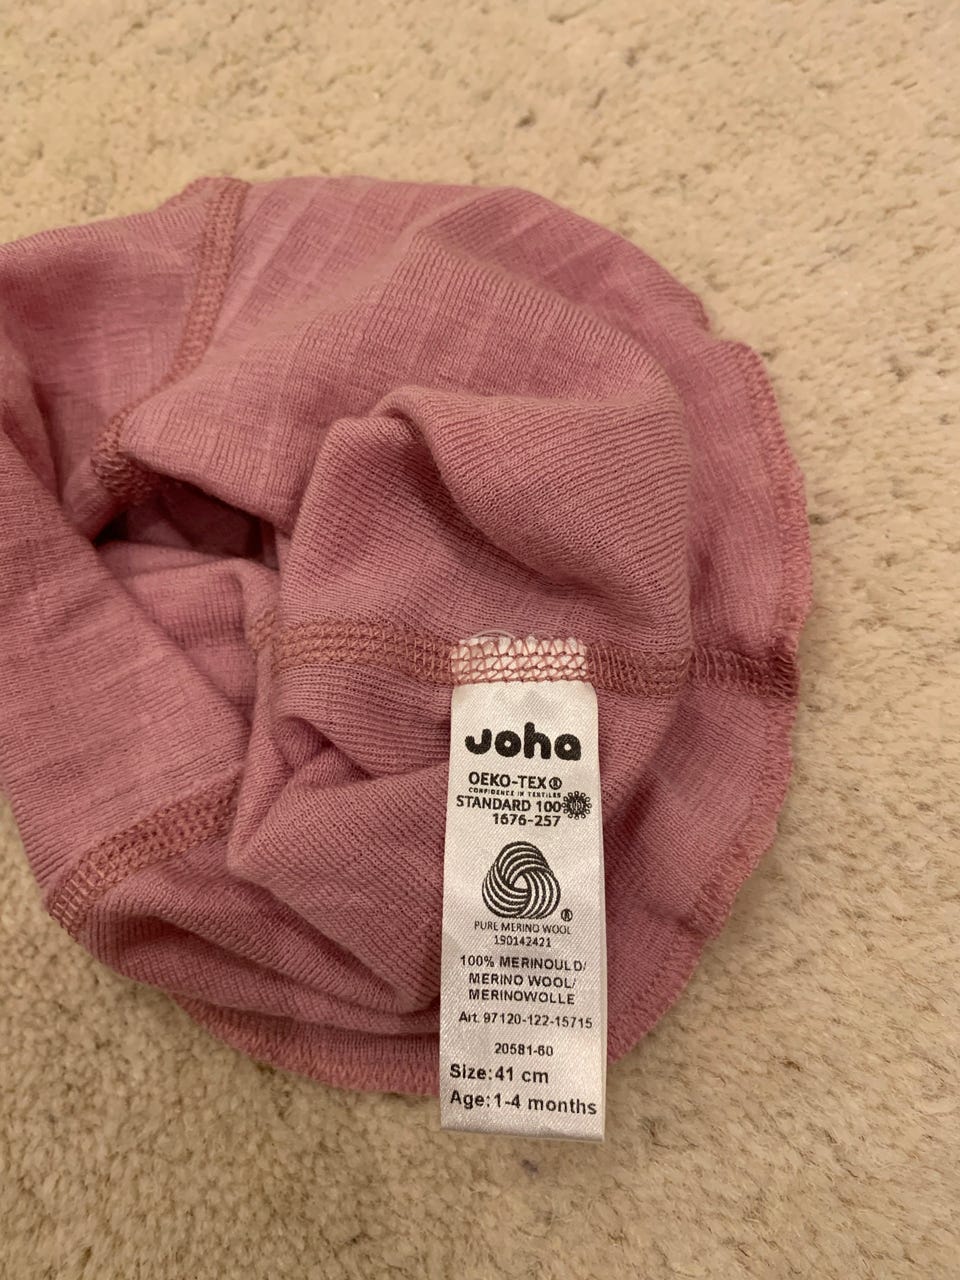 Joha
OEKO-TEX®
CONFIDENCE IN TEXTILES
STANDARD 100
1676-257
®
PURE MERINO WOOL
190142421
100% MERINOULD/
MERINO WOOL/
MERINOWOLLE
Art. 97120-122-15715
20581-60
Size: 41 cm
Age: 1-4 months